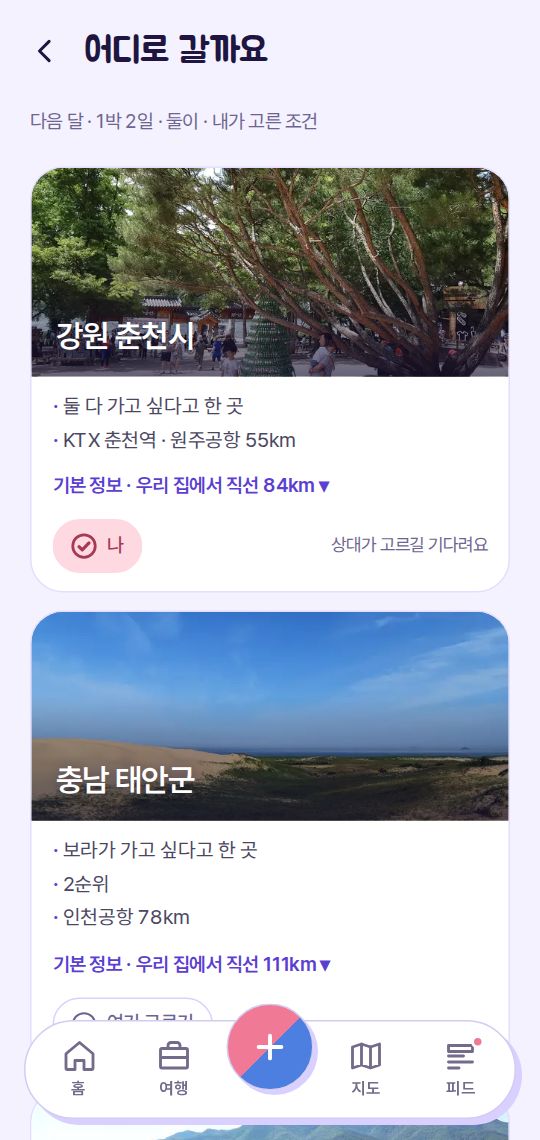 어디로 갈까요
다음 달 · 1박 2일 · 둘이 · 내가 고른 조건
강원 춘천시
· 둘 다 가고 싶다고 한 곳
· KTX 춘천역 · 원주공항 55km
기본 정보 · 우리 집에서 직선 84km ▾
나
상대가 고르길 기다려요
충남 태안군
· 보라가 가고 싶다고 한 곳
· 2순위
· 인천공항 78km
기본 정보 · 우리 집에서 직선 111km ▾
홈
여행
지도
피드